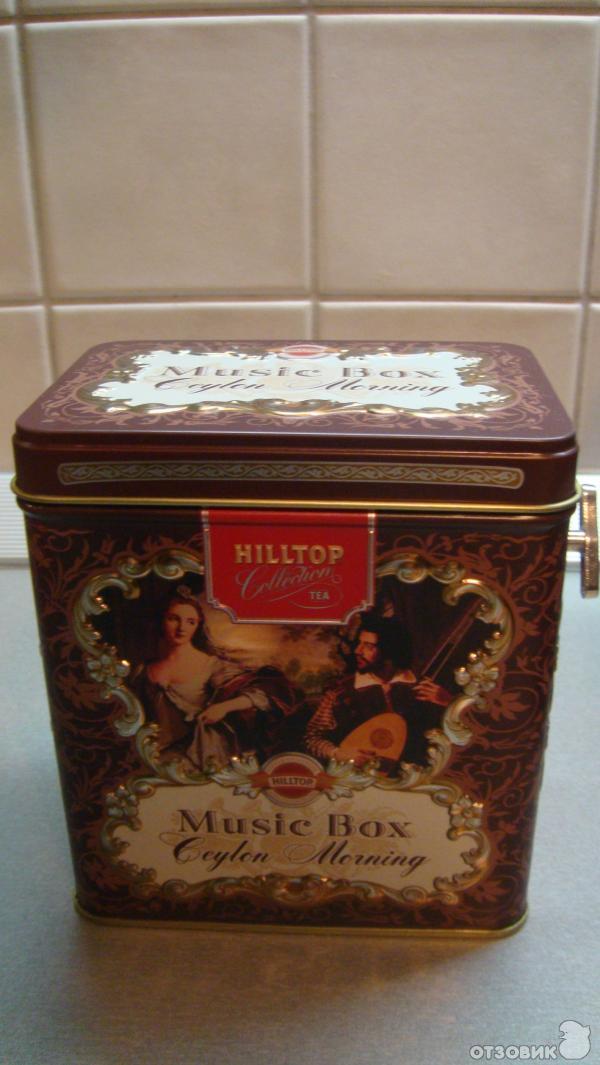 Music Box
Ceylon Morning
HILLTOP
Collection
TEA
HILLTOP
Music Box
Ceylon Morning
ОТЗОВИК